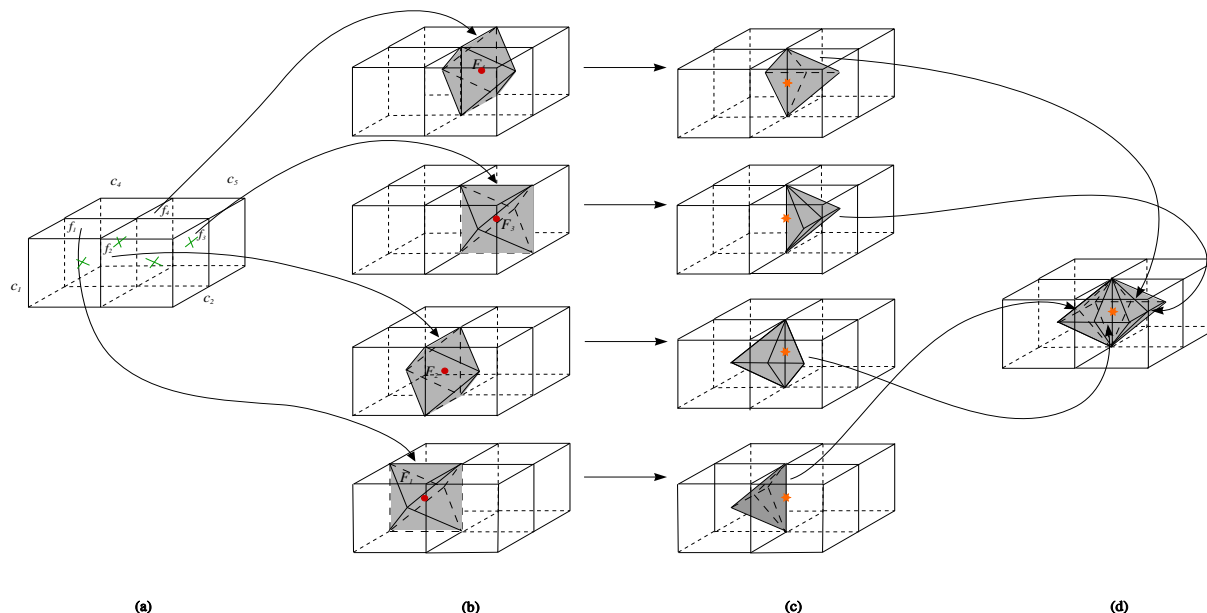 F₄
c₄ c₅
f₄
f₁
f₃
f₂
F₃
c₁ c₂
F₂
F₁
(a) (b) (c) (d)